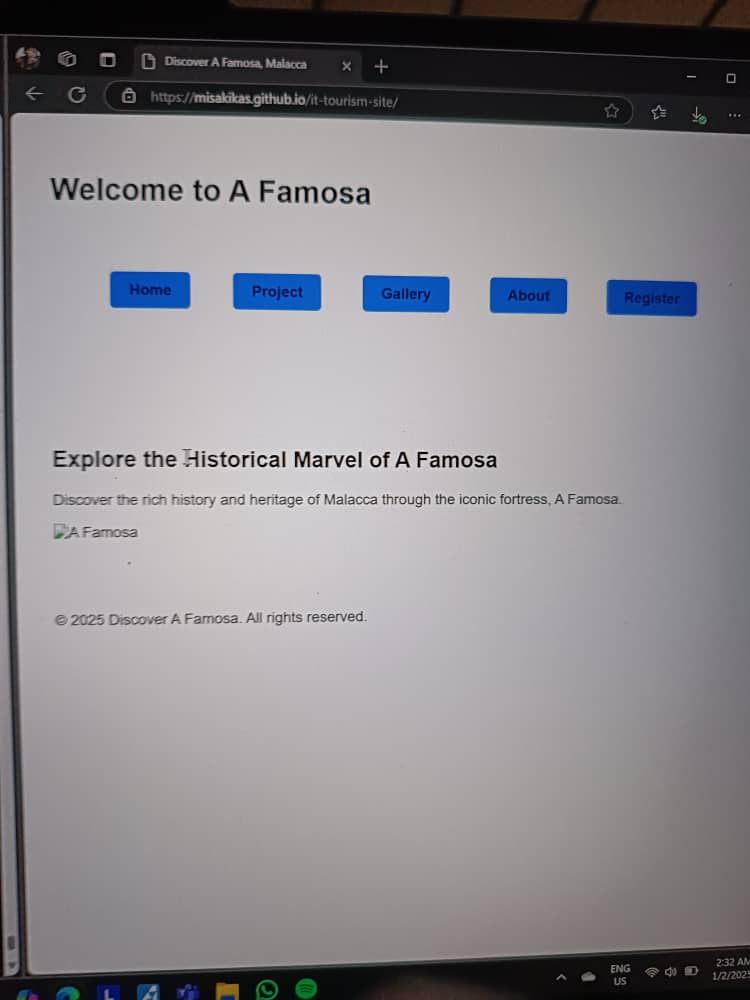 Discover A Famosa, Malacca
https://misakikas.github.io/it-tourism-site/
Welcome to A Famosa
Home Project Gallery About Register
Explore the Historical Marvel of A Famosa
Discover the rich history and heritage of Malacca through the iconic fortress, A Famosa.
A Famosa
© 2025 Discover A Famosa. All rights reserved.
ENG
US
2:32 AM
1/2/2025